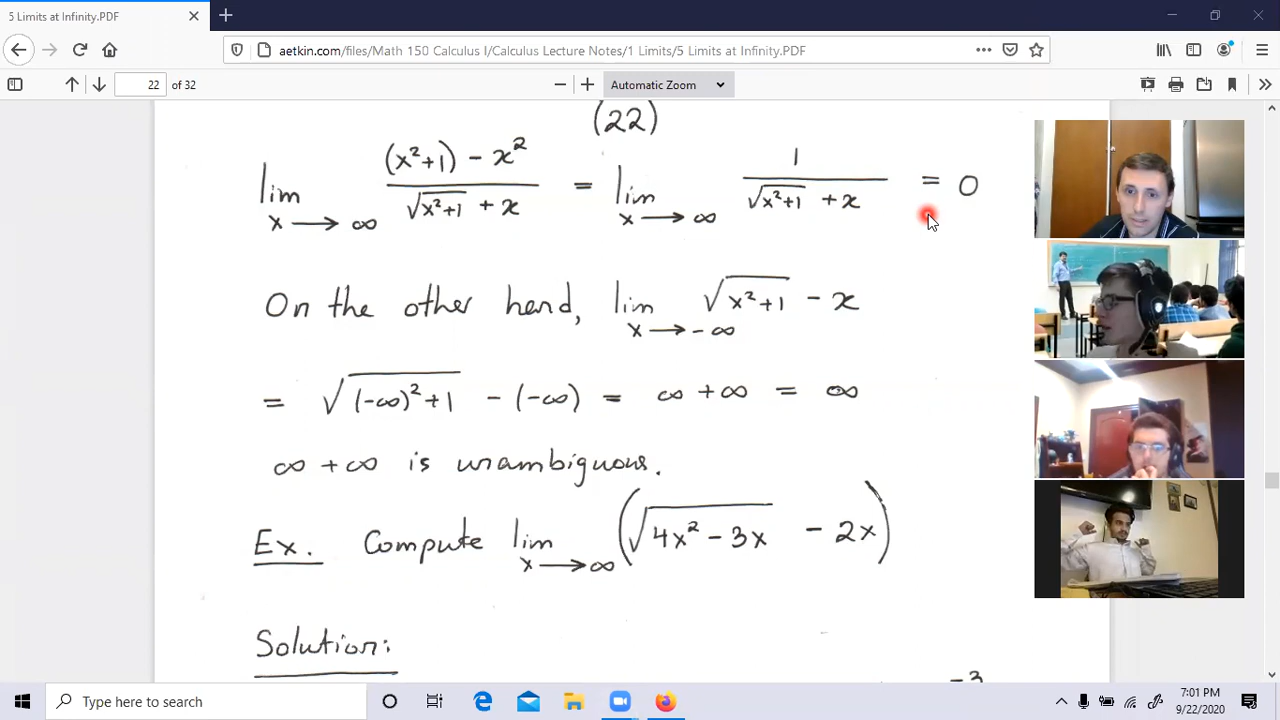 5 Limits at Infinity.PDF
aetkin.com/files/Math 150 Calculus I/Calculus Lecture Notes/1 Limits/5 Limits at Infinity.PDF
22 of 32
Automatic Zoom
(22)
lim x→∞ ((x²+1) - x²)/(√(x²+1) + x) = lim x→∞ 1/(√(x²+1) + x) = 0
On the other hand, lim x→-∞ √(x²+1) - x
= √((-∞)²+1) - (-∞) = ∞ + ∞ = ∞
∞ + ∞ is unambiguous.
Ex. Compute lim x→∞ (√(4x² - 3x) - 2x)
Solution:
-3
Type here to search
7:01 PM
9/22/2020